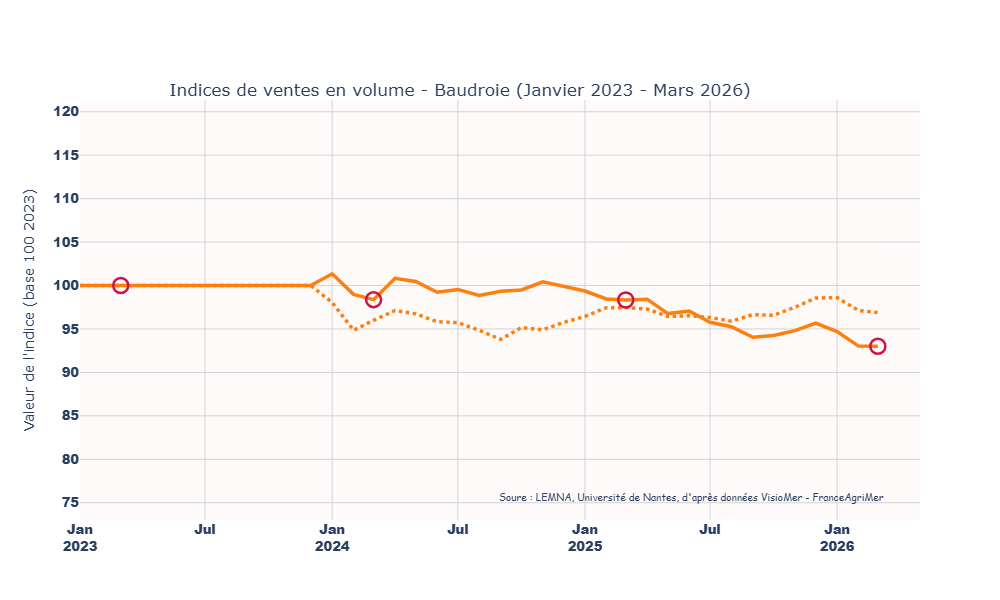 Indices de ventes en volume - Baudroie (Janvier 2023 - Mars 2026)
Valeur de l'indice (base 100 2023)
120
115
110
105
100
95
90
85
80
75
Soure : LEMNA, Université de Nantes, d'après données VisioMer - FranceAgriMer
Jan Jul Jan Jul Jan Jul Jan
2023 2024 2025 2026